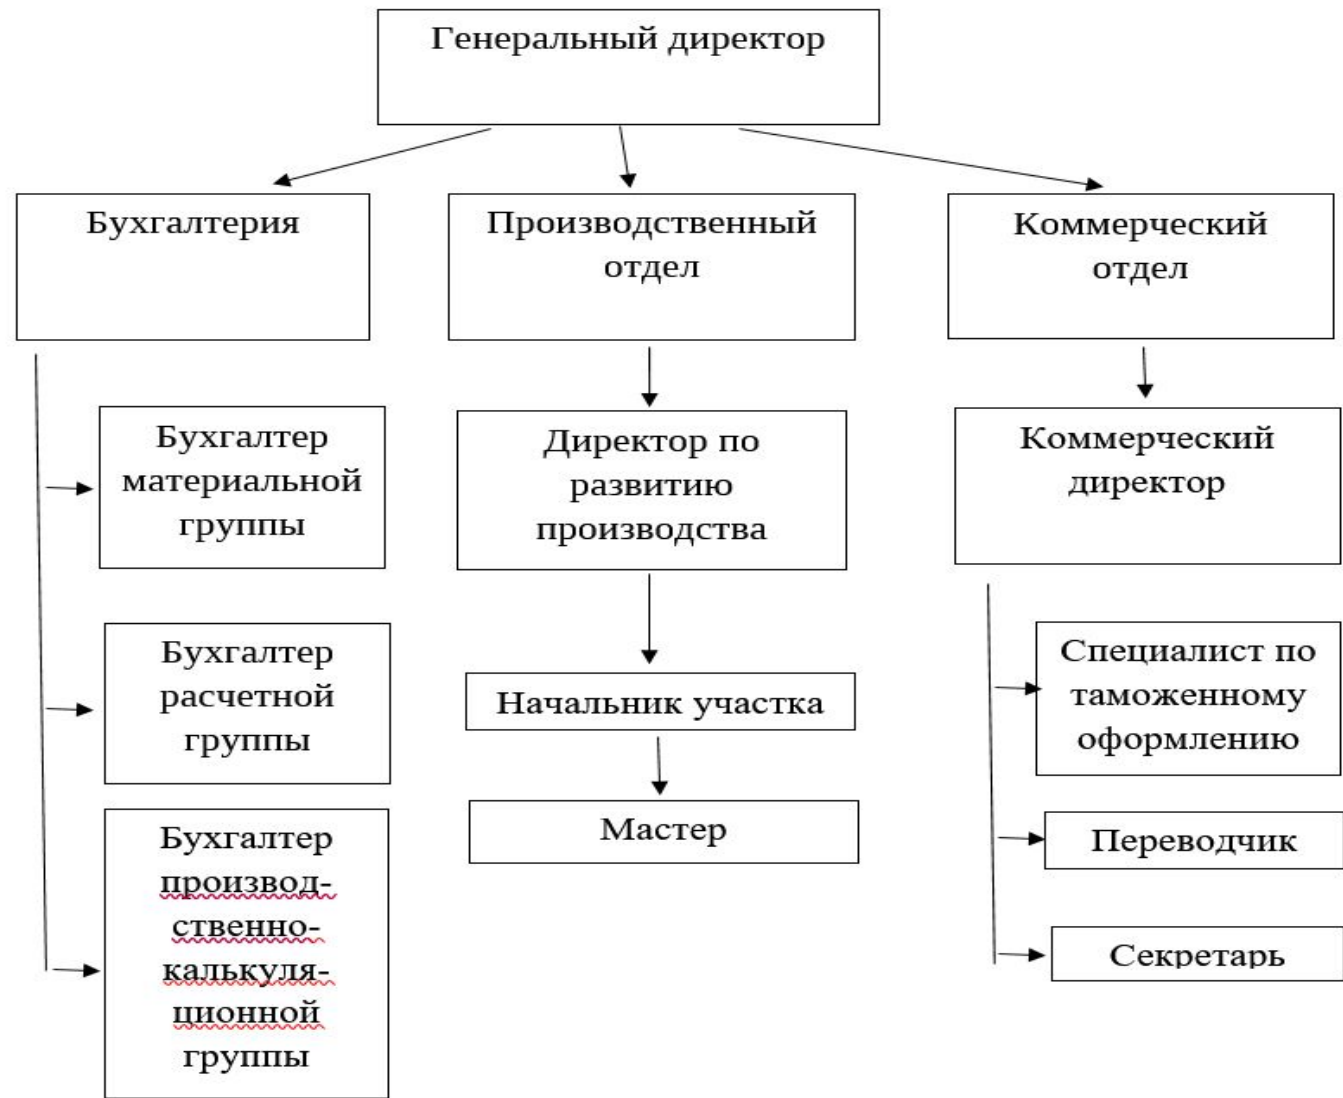 Генеральный директор
Бухгалтерия
Производственный
отдел
Коммерческий
отдел
Бухгалтер
материальной
группы
Директор по
развитию
производства
Коммерческий
директор
Бухгалтер
расчетной
группы
Начальник участка
Специалист по
таможенному
оформлению
Мастер
Бухгалтер
производ-
ственно-
калькуля-
ционной
группы
Переводчик
Секретарь